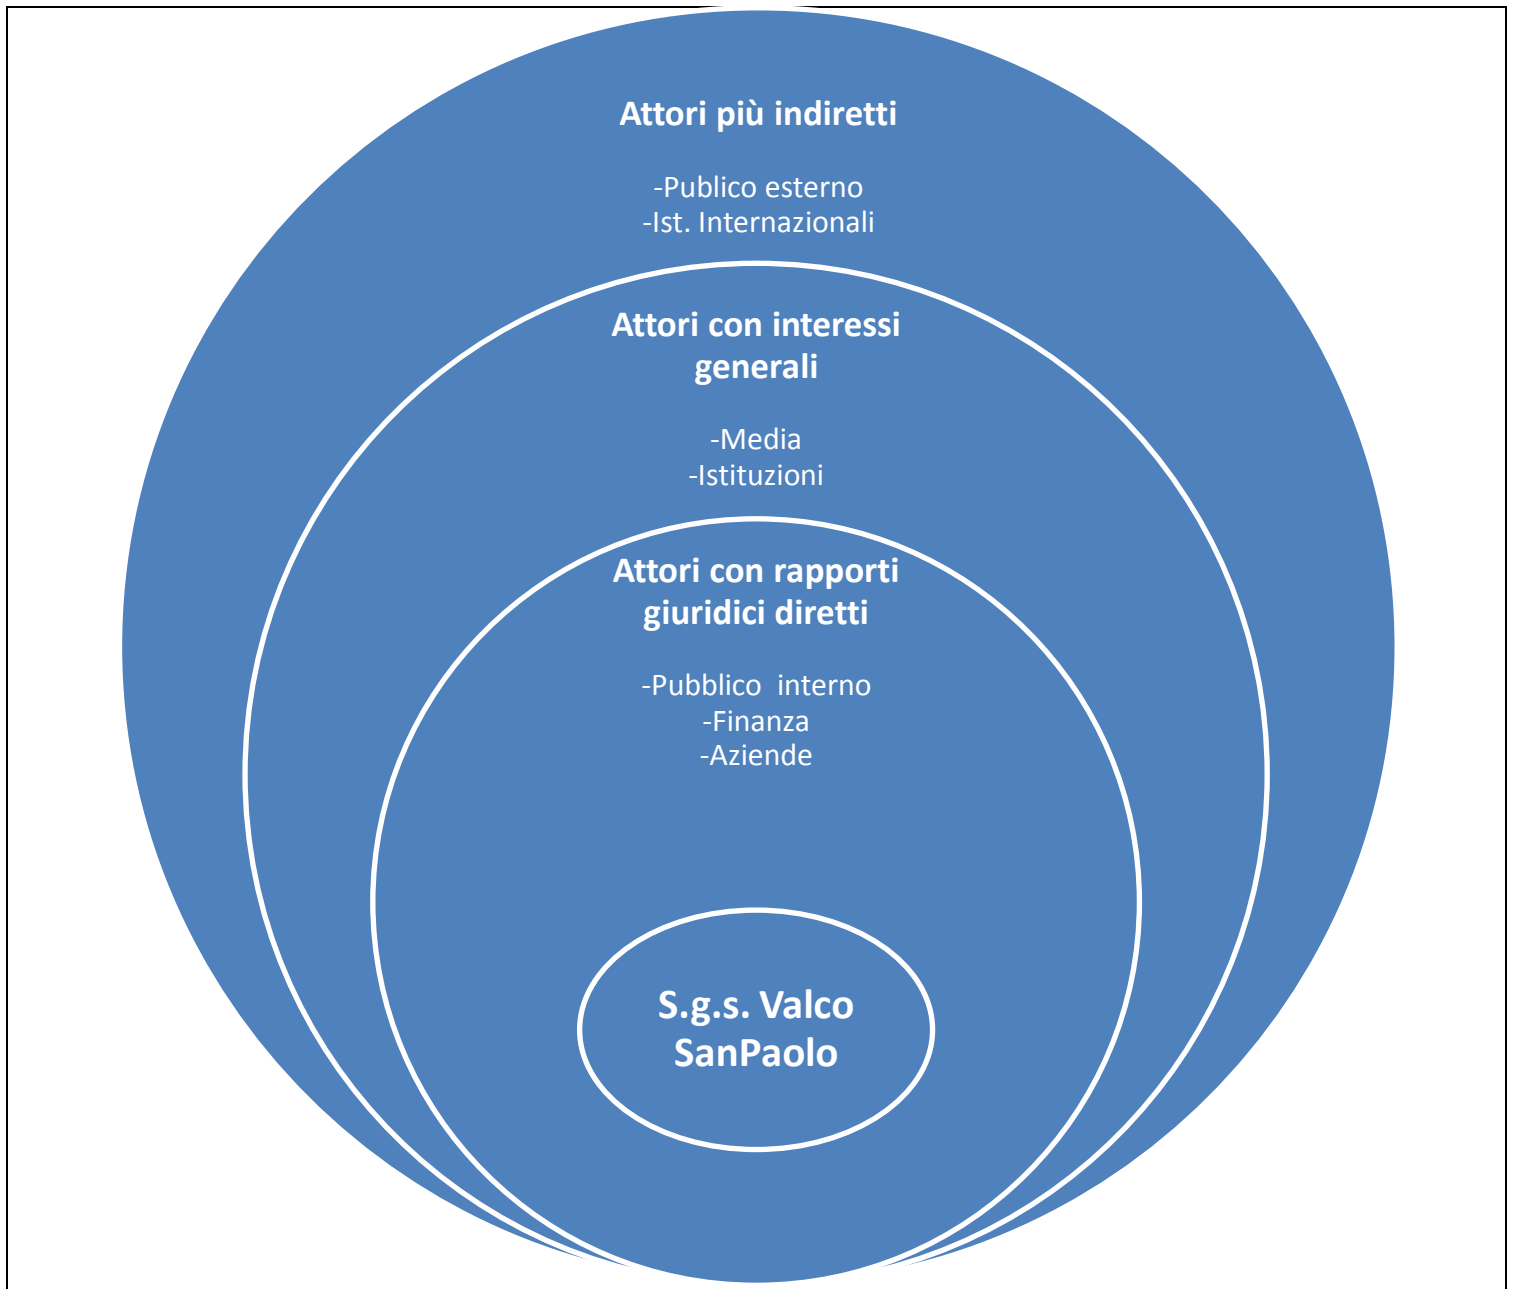 Attori più indiretti
-Publico esterno
-Ist. Internazionali
Attori con interessi
generali
-Media
-Istituzioni
Attori con rapporti
giuridici diretti
-Pubblico  interno
-Finanza
-Aziende
S.g.s. Valco
SanPaolo